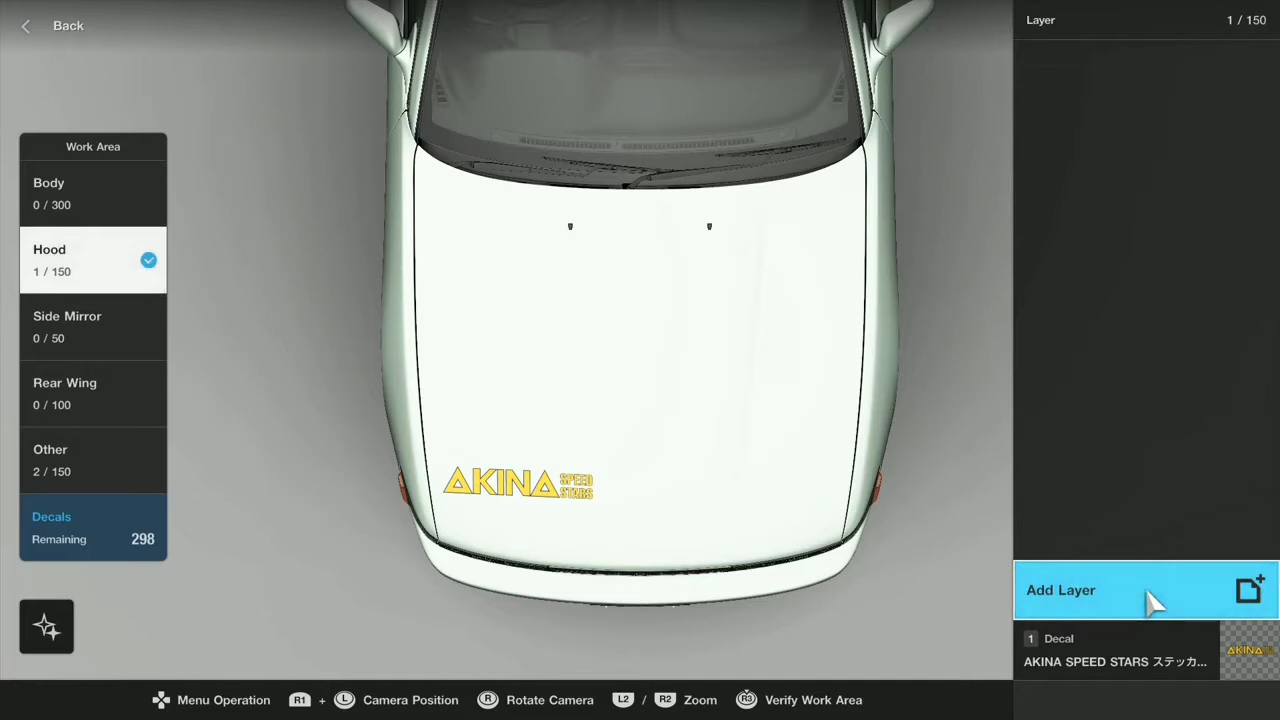 Back
Layer 1 / 150
Work Area
Body
0 / 300
Hood
1 / 150
Side Mirror
0 / 50
Rear Wing
0 / 100
Other
2 / 150
Decals
Remaining 298
AKINA SPEED STARS
Add Layer
1 Decal
AKINA SPEED STARS ステッカ...
AKINA
Menu Operation R1 + L Camera Position R Rotate Camera L2 / R2 Zoom R3 Verify Work Area